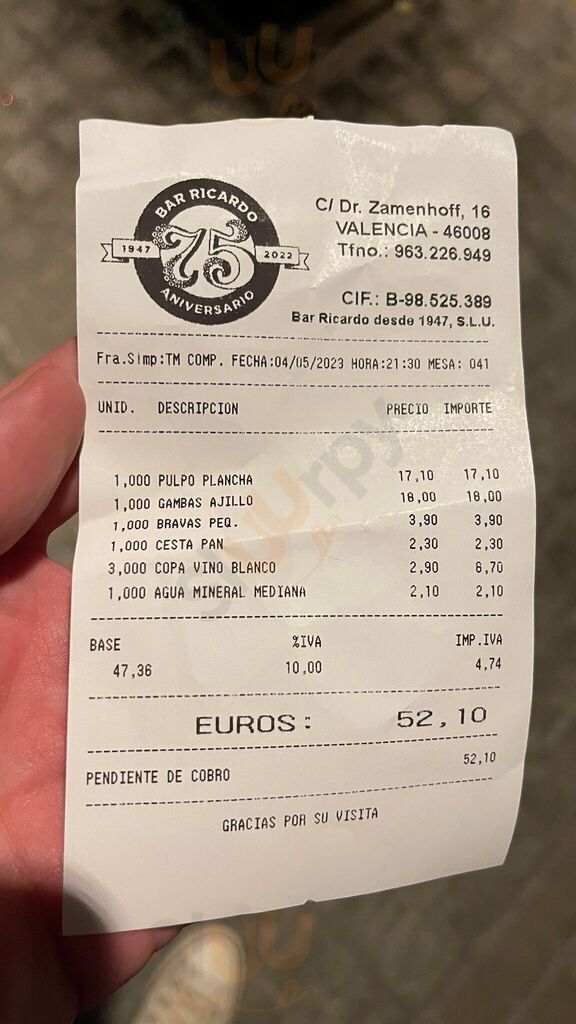 BAR RICARDO
1947 75 2022
ANIVERSARIO
C/ Dr. Zamenhoff, 16
VALENCIA - 46008
Tfno.: 963.226.949
CIF.: B-98.525.389
Bar Ricardo desde 1947, S.L.U.
Fra.Simp:TM COMP. FECHA:04/05/2023 HORA:21:30 MESA: 041
UNID. DESCRIPCION PRECIO IMPORTE
1,000 PULPO PLANCHA 17,10 17,10
1,000 GAMBAS AJILLO 18,00 18,00
1,000 BRAVAS PEQ. 3,90 3,90
1,000 CESTA PAN 2,30 2,30
3,000 COPA VINO BLANCO 2,90 8,70
1,000 AGUA MINERAL MEDIANA 2,10 2,10
BASE %IVA IMP.IVA
47,36 10,00 4,74
EUROS: 52,10
PENDIENTE DE COBRO 52,10
GRACIAS POR SU VISITA